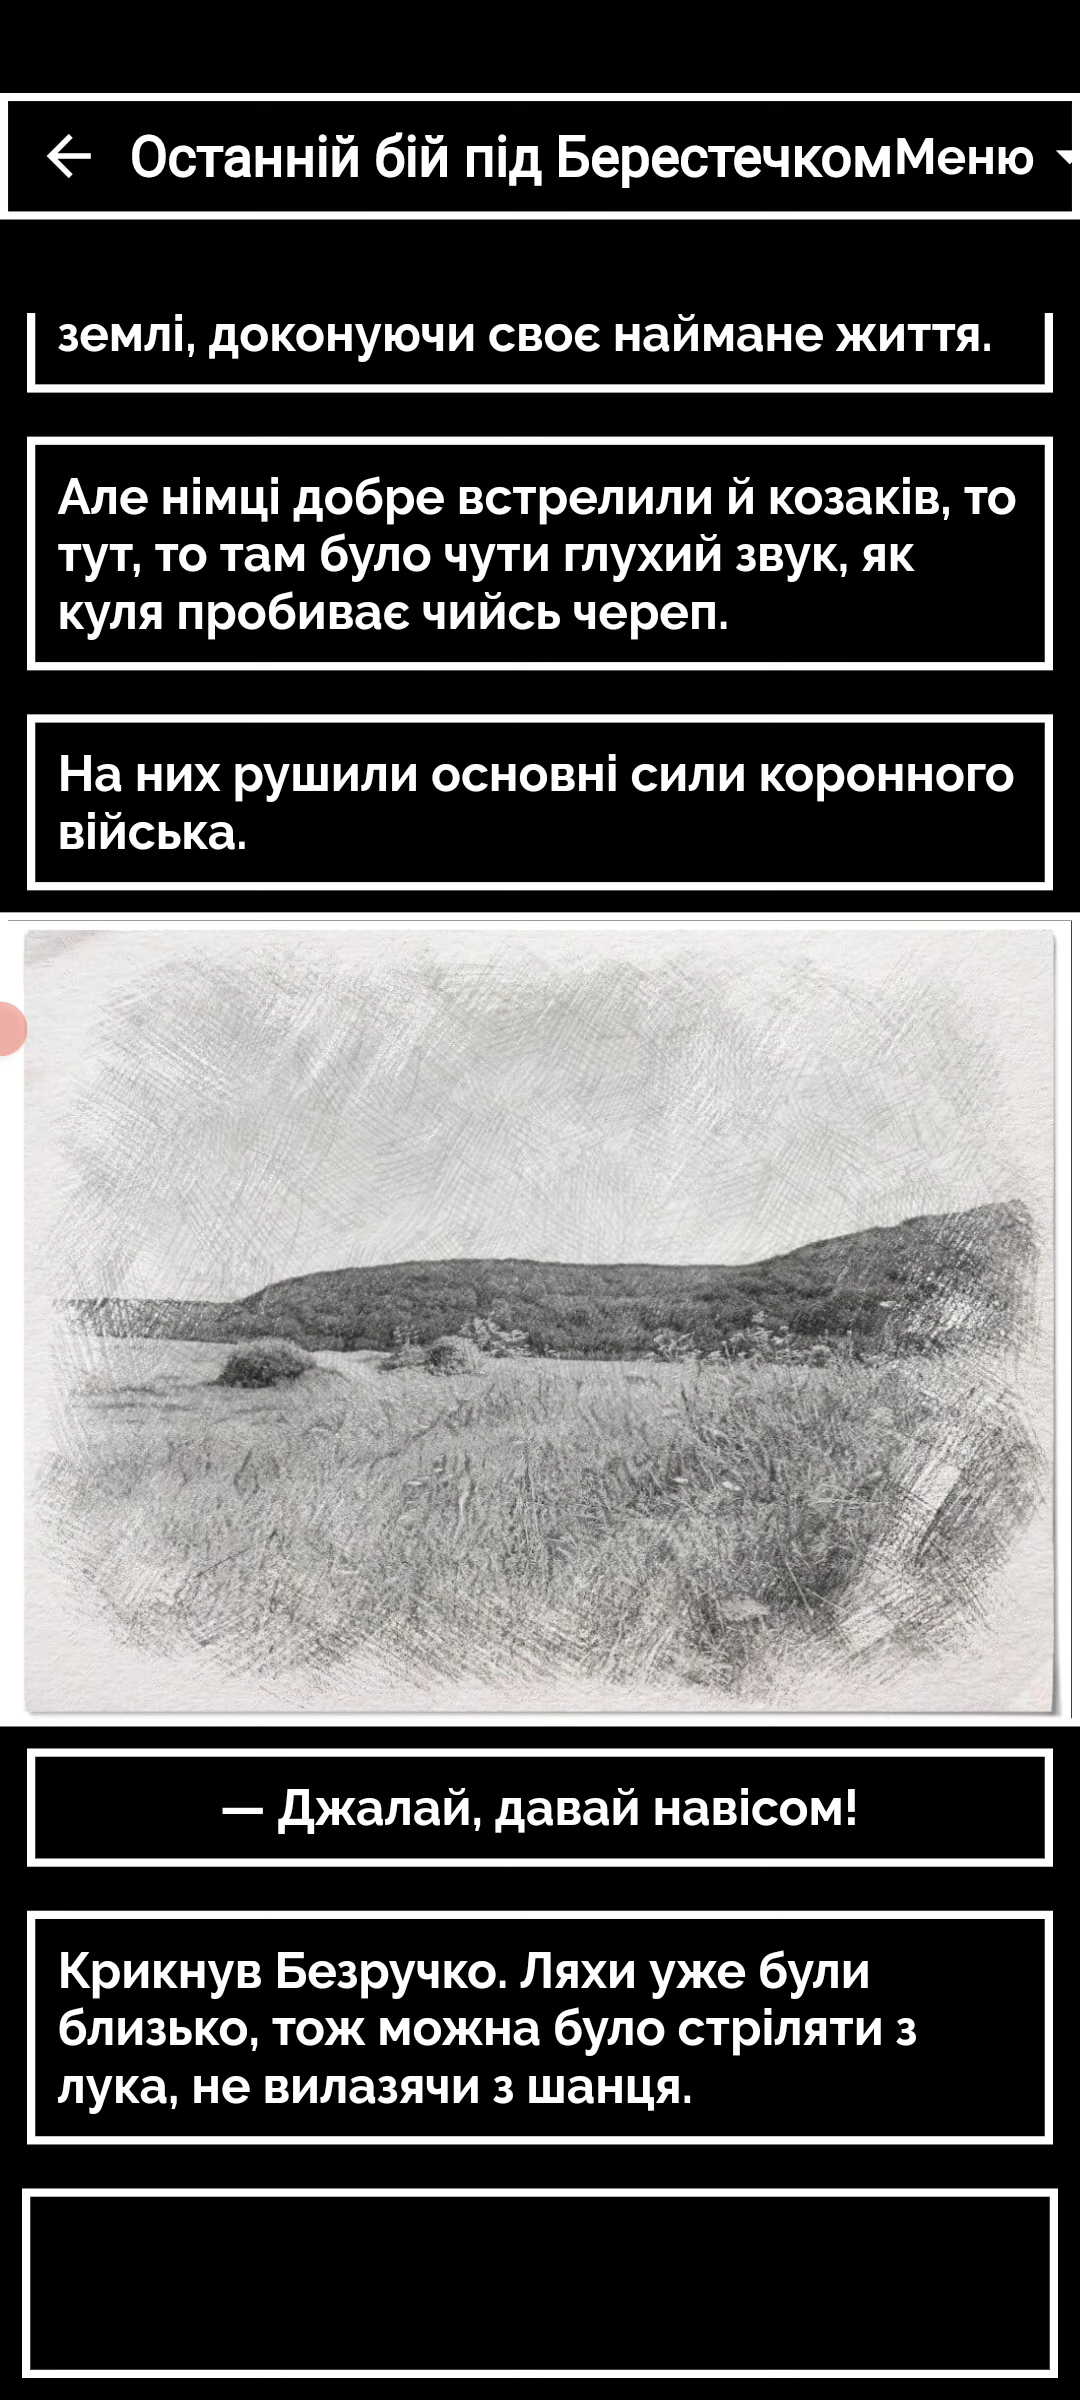 Останній бій під Берестечком Меню
землі, доконуючи своє наймане життя.
Але німці добре встрелили й козаків, то
тут, то там було чути глухий звук, як
куля пробиває чийсь череп.
На них рушили основні сили коронного
війська.
— Джалай, давай навісом!
Крикнув Безручко. Ляхи уже були
близько, тож можна було стріляти з
лука, не вилазячи з шанця.